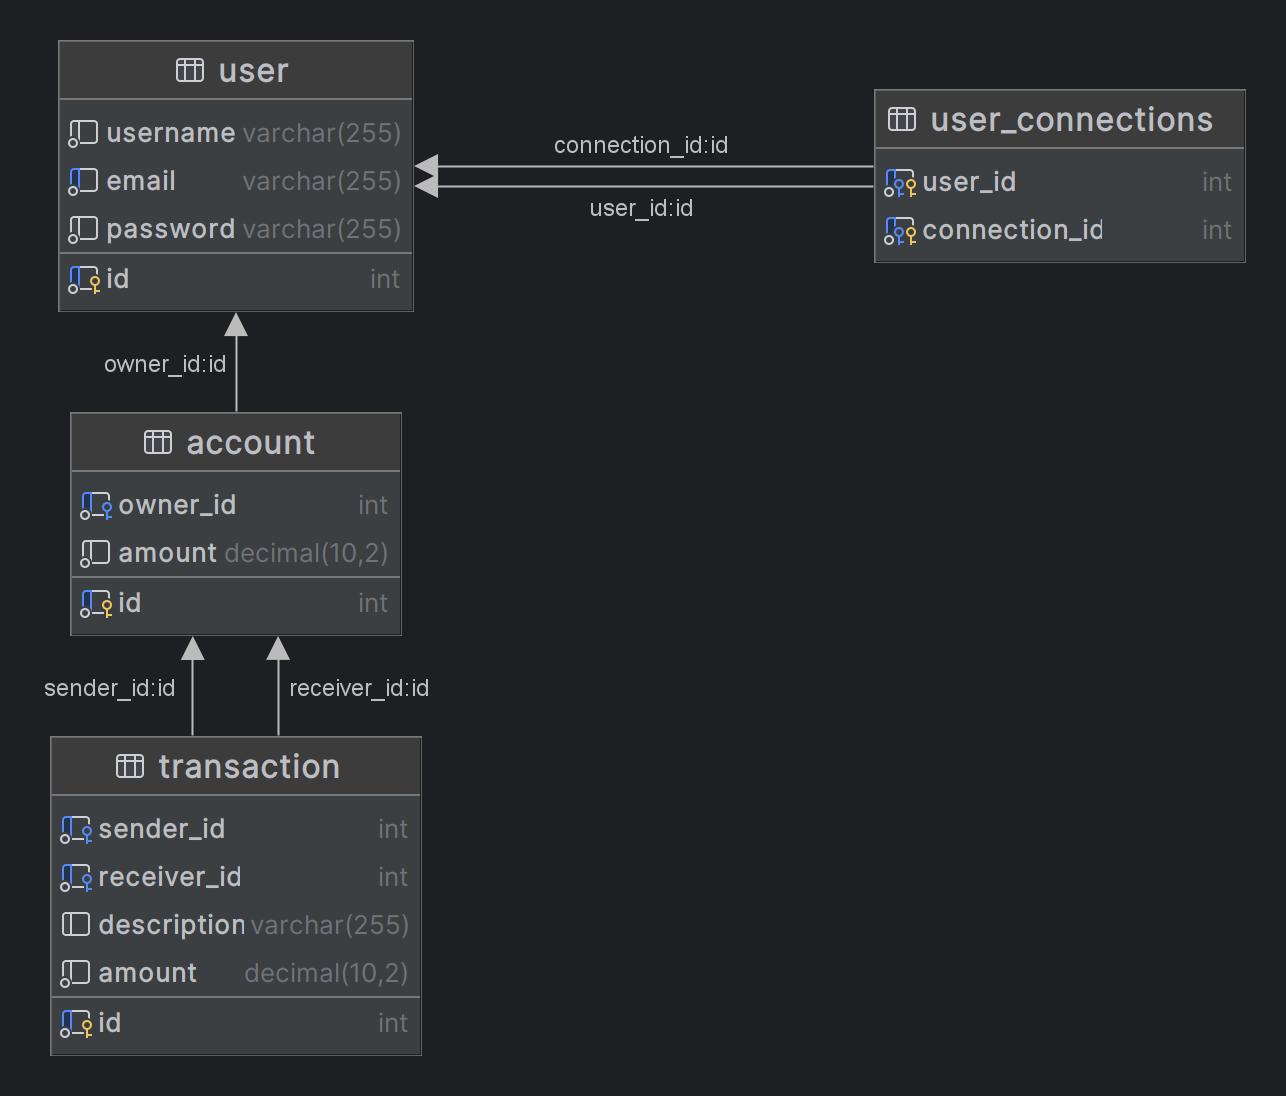 user
username varchar(255)
email varchar(255)
password varchar(255)
id int
connection_id:id
user_id:id
user_connections
user_id int
connection_id int
owner_id:id
account
owner_id int
amount decimal(10,2)
id int
sender_id:id
receiver_id:id
transaction
sender_id int
receiver_id int
description varchar(255)
amount decimal(10,2)
id int